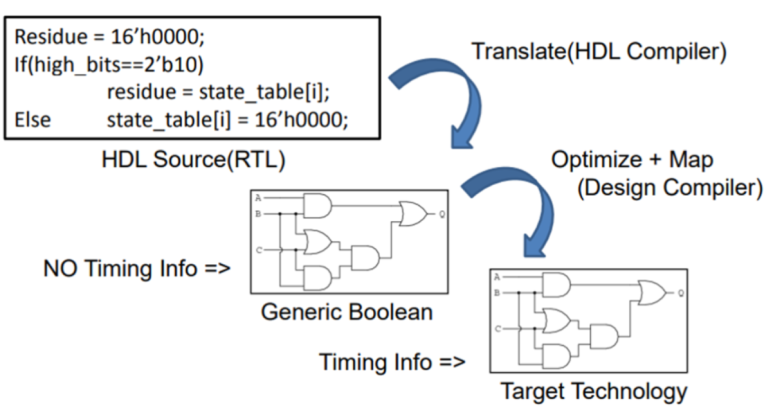 Residue = 16'h0000;
If(high_bits==2'b10)
residue = state_table[i];
Else state_table[i] = 16'h0000;
HDL Source(RTL)
Translate(HDL Compiler)
Optimize + Map
(Design Compiler)
A
B
C
Q
NO Timing Info =>
Generic Boolean
A
B
C
Q
Timing Info =>
Target Technology